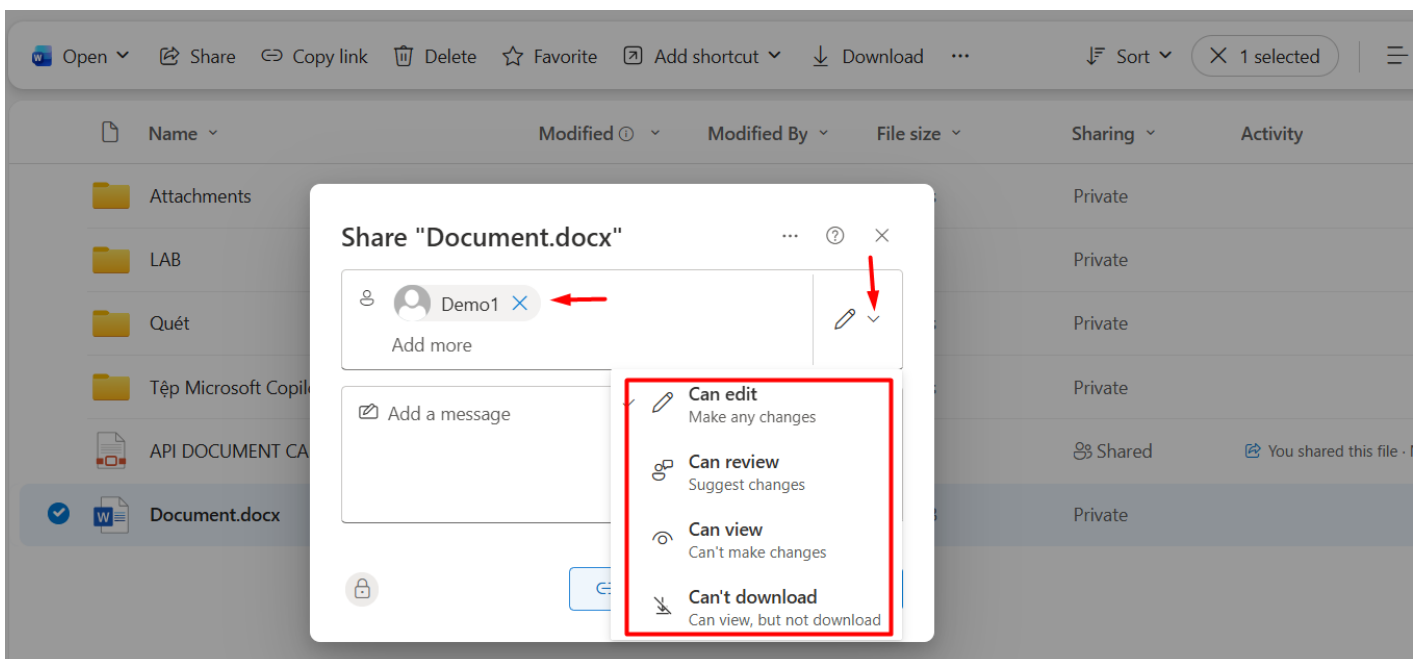 Open Share Copy link Delete Favorite Add shortcut Download ... Sort 1 selected
Name Modified Modified By File size Sharing Activity
Attachments Private
Share "Document.docx" ...
LAB Private
Demo1
Quét Private
Add more
Tệp Microsoft Private
Can edit
Make any changes
Add a message
API DOCUMENT Shared You shared this file ·
Can review
Suggest changes
Document.docx Private
Can view
Can't make changes
Can't download
Can view, but not download